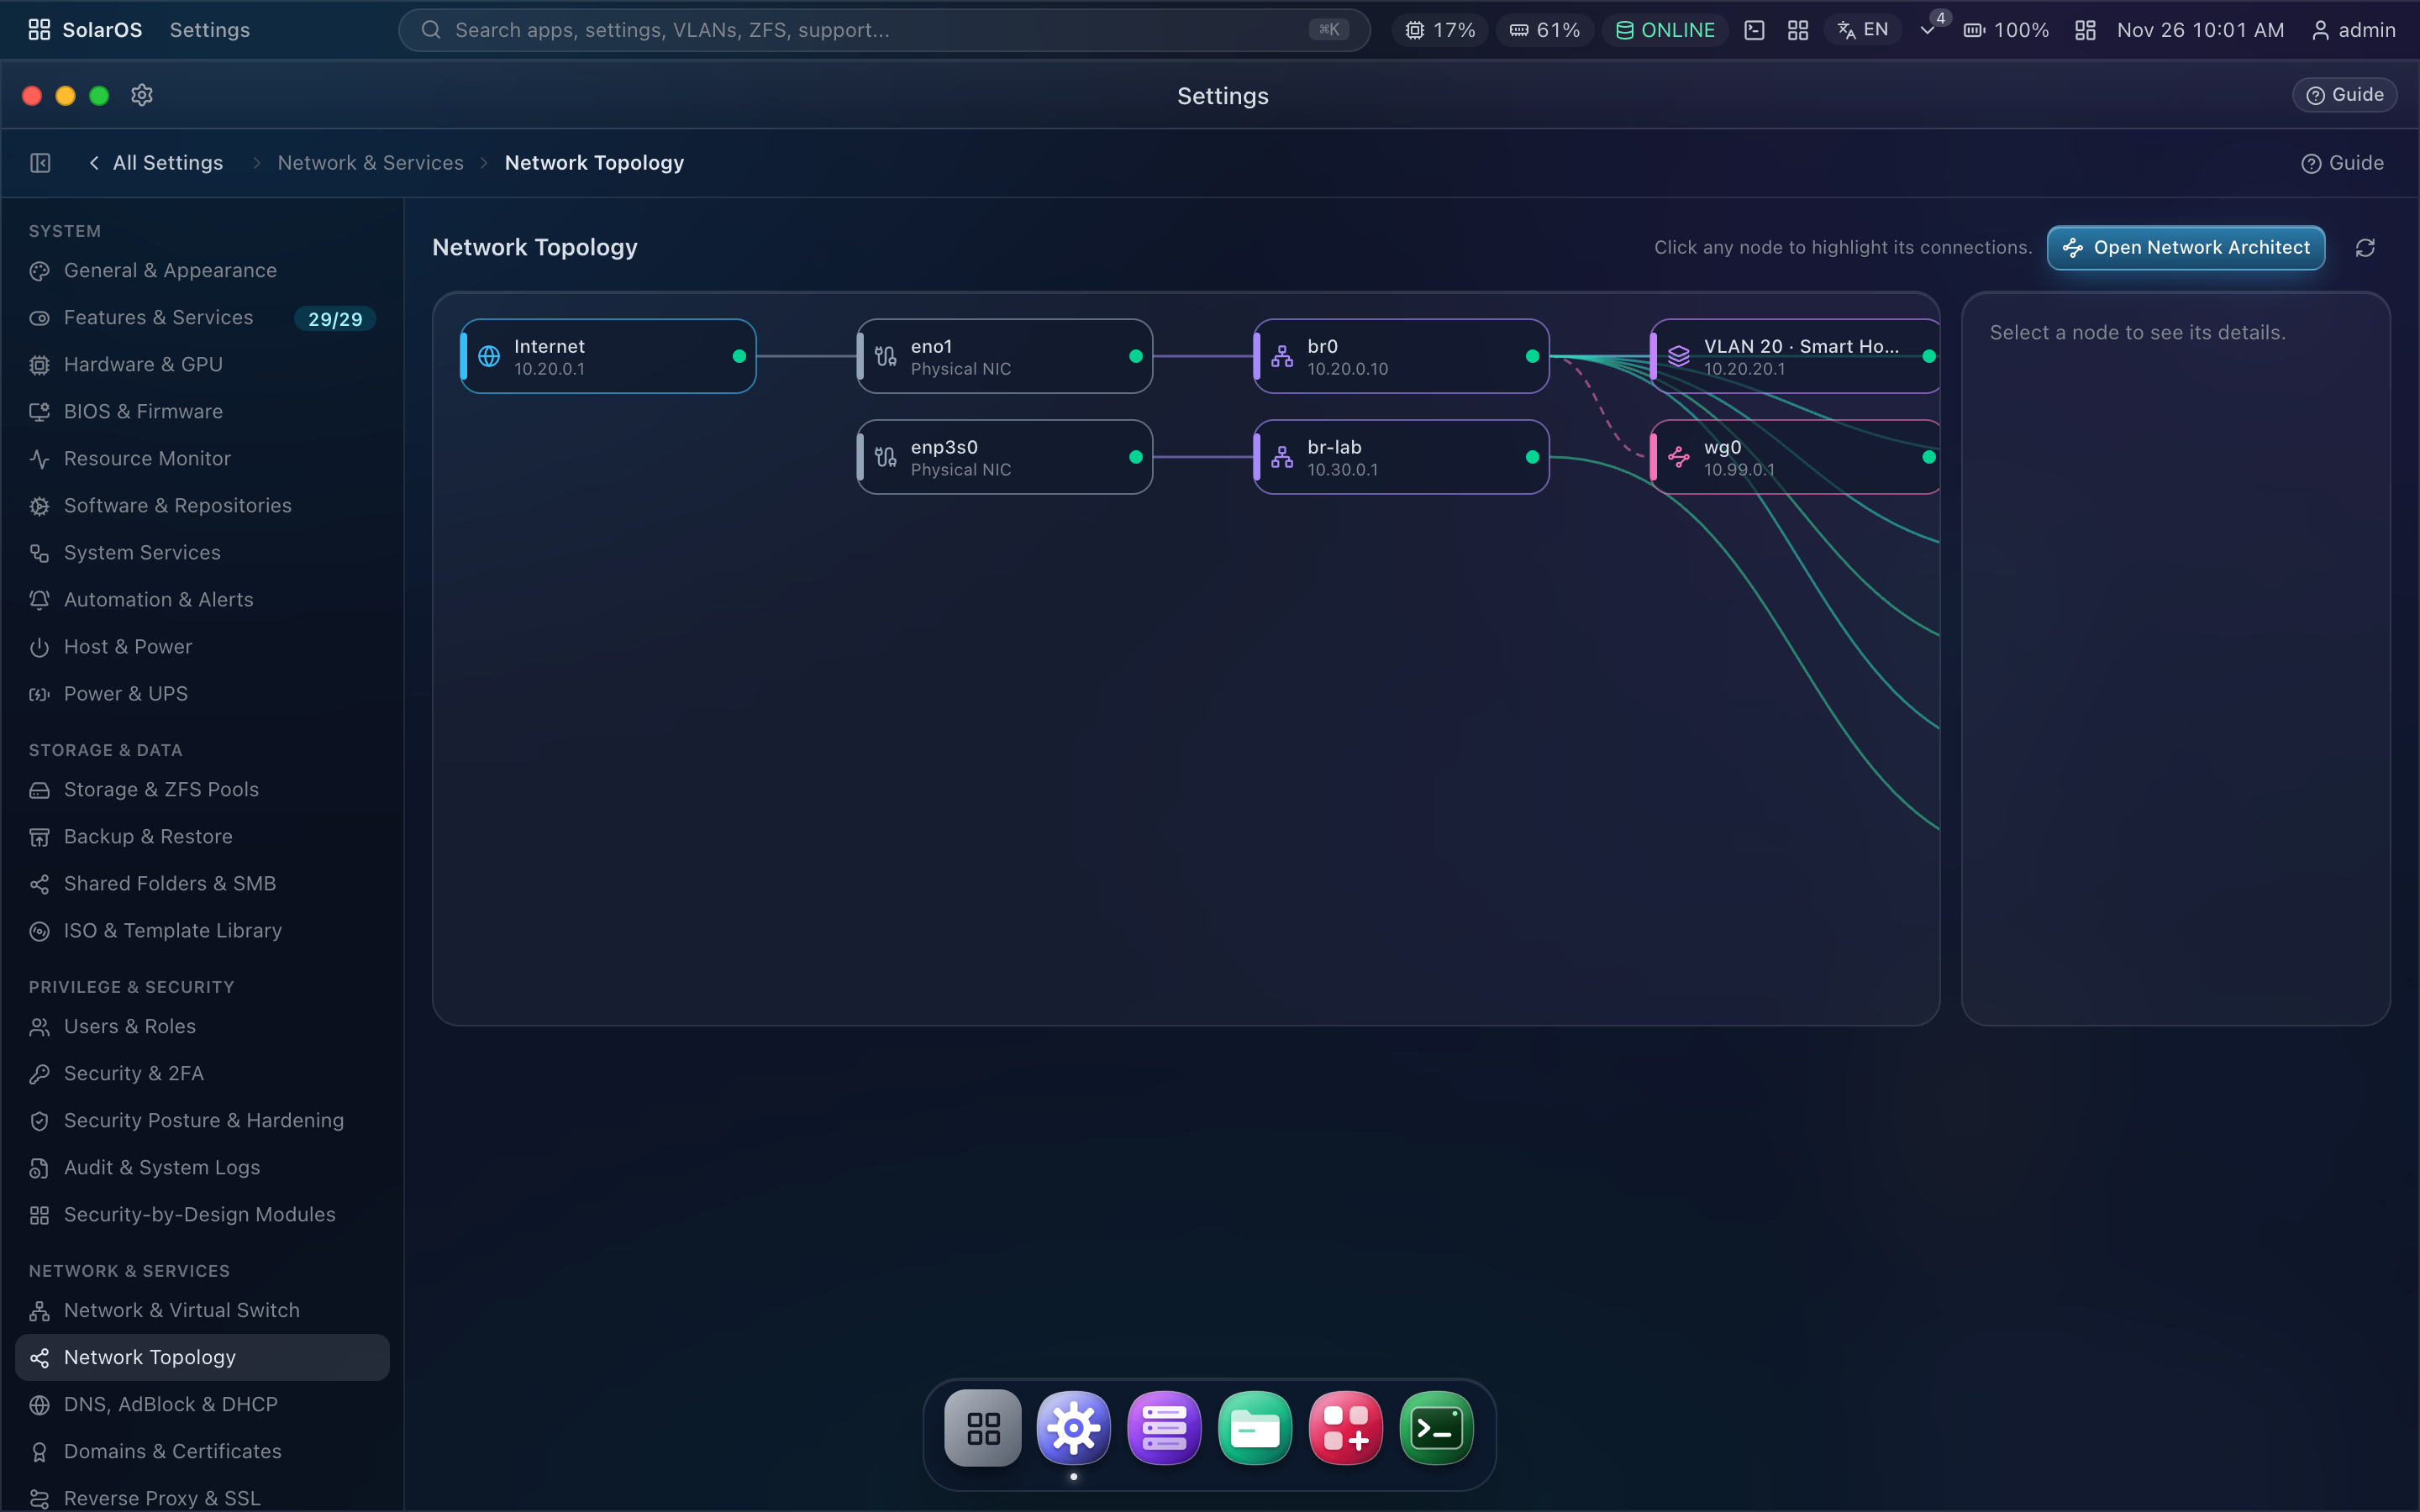 SolarOS Settings Search apps, settings, VLANs, ZFS, support... ⌘K 17% 61% ONLINE EN 4 100% Nov 26 10:01 AM admin
Settings
Guide
All Settings Network & Services Network Topology Guide
SYSTEM
General & Appearance
Features & Services 29/29
Hardware & GPU
BIOS & Firmware
Resource Monitor
Software & Repositories
System Services
Automation & Alerts
Host & Power
Power & UPS
STORAGE & DATA
Storage & ZFS Pools
Backup & Restore
Shared Folders & SMB
ISO & Template Library
PRIVILEGE & SECURITY
Users & Roles
Security & 2FA
Security Posture & Hardening
Audit & System Logs
Security-by-Design Modules
NETWORK & SERVICES
Network & Virtual Switch
Network Topology
DNS, AdBlock & DHCP
Domains & Certificates
Reverse Proxy & SSL
Network Topology
Click any node to highlight its connections.
Open Network Architect
Internet
10.20.0.1
eno1
Physical NIC
br0
10.20.0.10
VLAN 20 · Smart Ho...
10.20.20.1
enp3s0
Physical NIC
br-lab
10.30.0.1
wg0
10.99.0.1
Select a node to see its details.